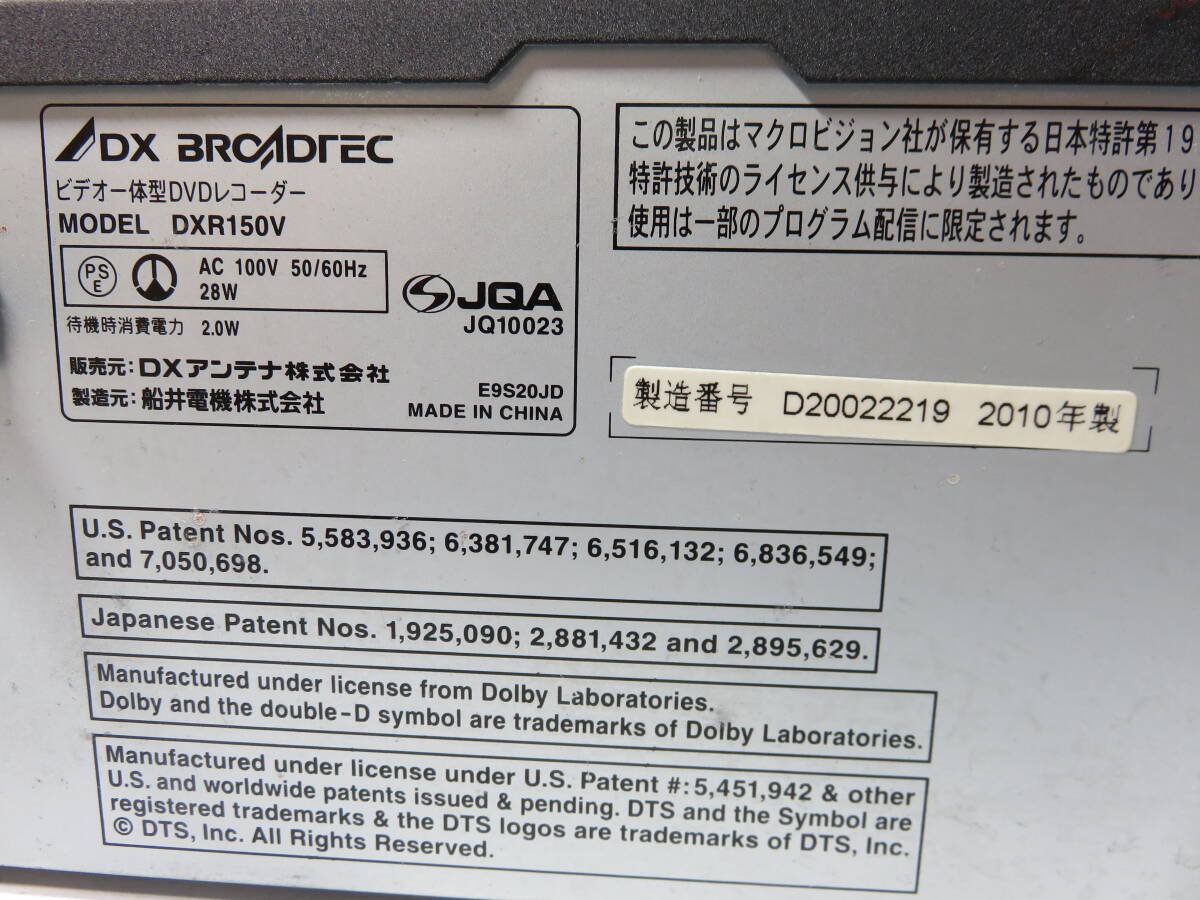 DX BROADTEC
ビデオ一体型DVDレコーダー
MODEL DXR150V
PS E
AC 100V 50/60Hz
28W
待機時消費電力 2.0W
JQA
JQ10023
販売元:DXアンテナ株式会社
製造元:船井電機株式会社
E9S20JD
MADE IN CHINA
この製品はマクロビジョン社が保有する日本特許第19
特許技術のライセンス供与により製造されたものであり
使用は一部のプログラム配信に限定されます。
製造番号 D20022219 2010年製
U.S. Patent Nos. 5,583,936; 6,381,747; 6,516,132; 6,836,549;
and 7,050,698.
Japanese Patent Nos. 1,925,090; 2,881,432 and 2,895,629.
Manufactured under license from Dolby Laboratories.
Dolby and the double-D symbol are trademarks of Dolby Laboratories.
Manufactured under license under U.S. Patent #:5,451,942 & other
U.S. and worldwide patents issued & pending. DTS and the Symbol are
registered trademarks & the DTS logos are trademarks of DTS, Inc.
© DTS, Inc. All Rights Reserved.